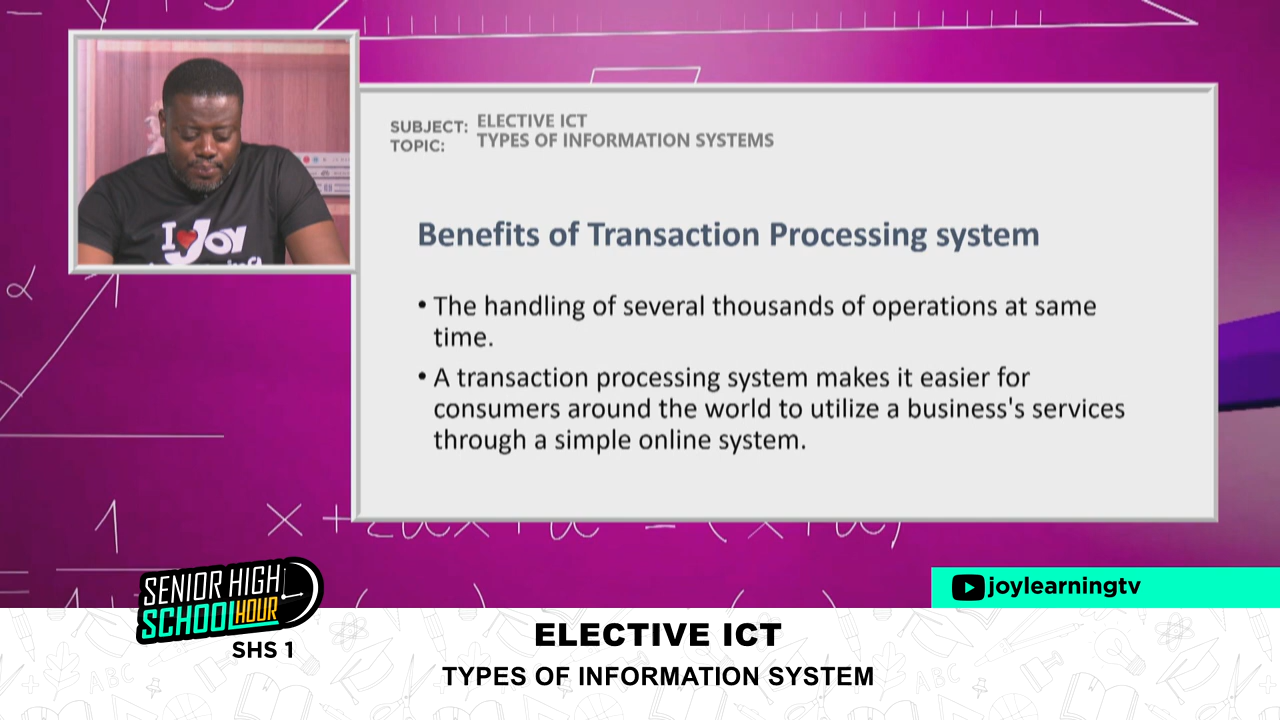 I ♥ Joy
SUBJECT: ELECTIVE ICT
TOPIC: TYPES OF INFORMATION SYSTEMS
Benefits of Transaction Processing system
• The handling of several thousands of operations at same
time.
• A transaction processing system makes it easier for
consumers around the world to utilize a business's services
through a simple online system.
SENIOR HIGH
SCHOOL HOUR
SHS 1
joylearningtv
ELECTIVE ICT
TYPES OF INFORMATION SYSTEM